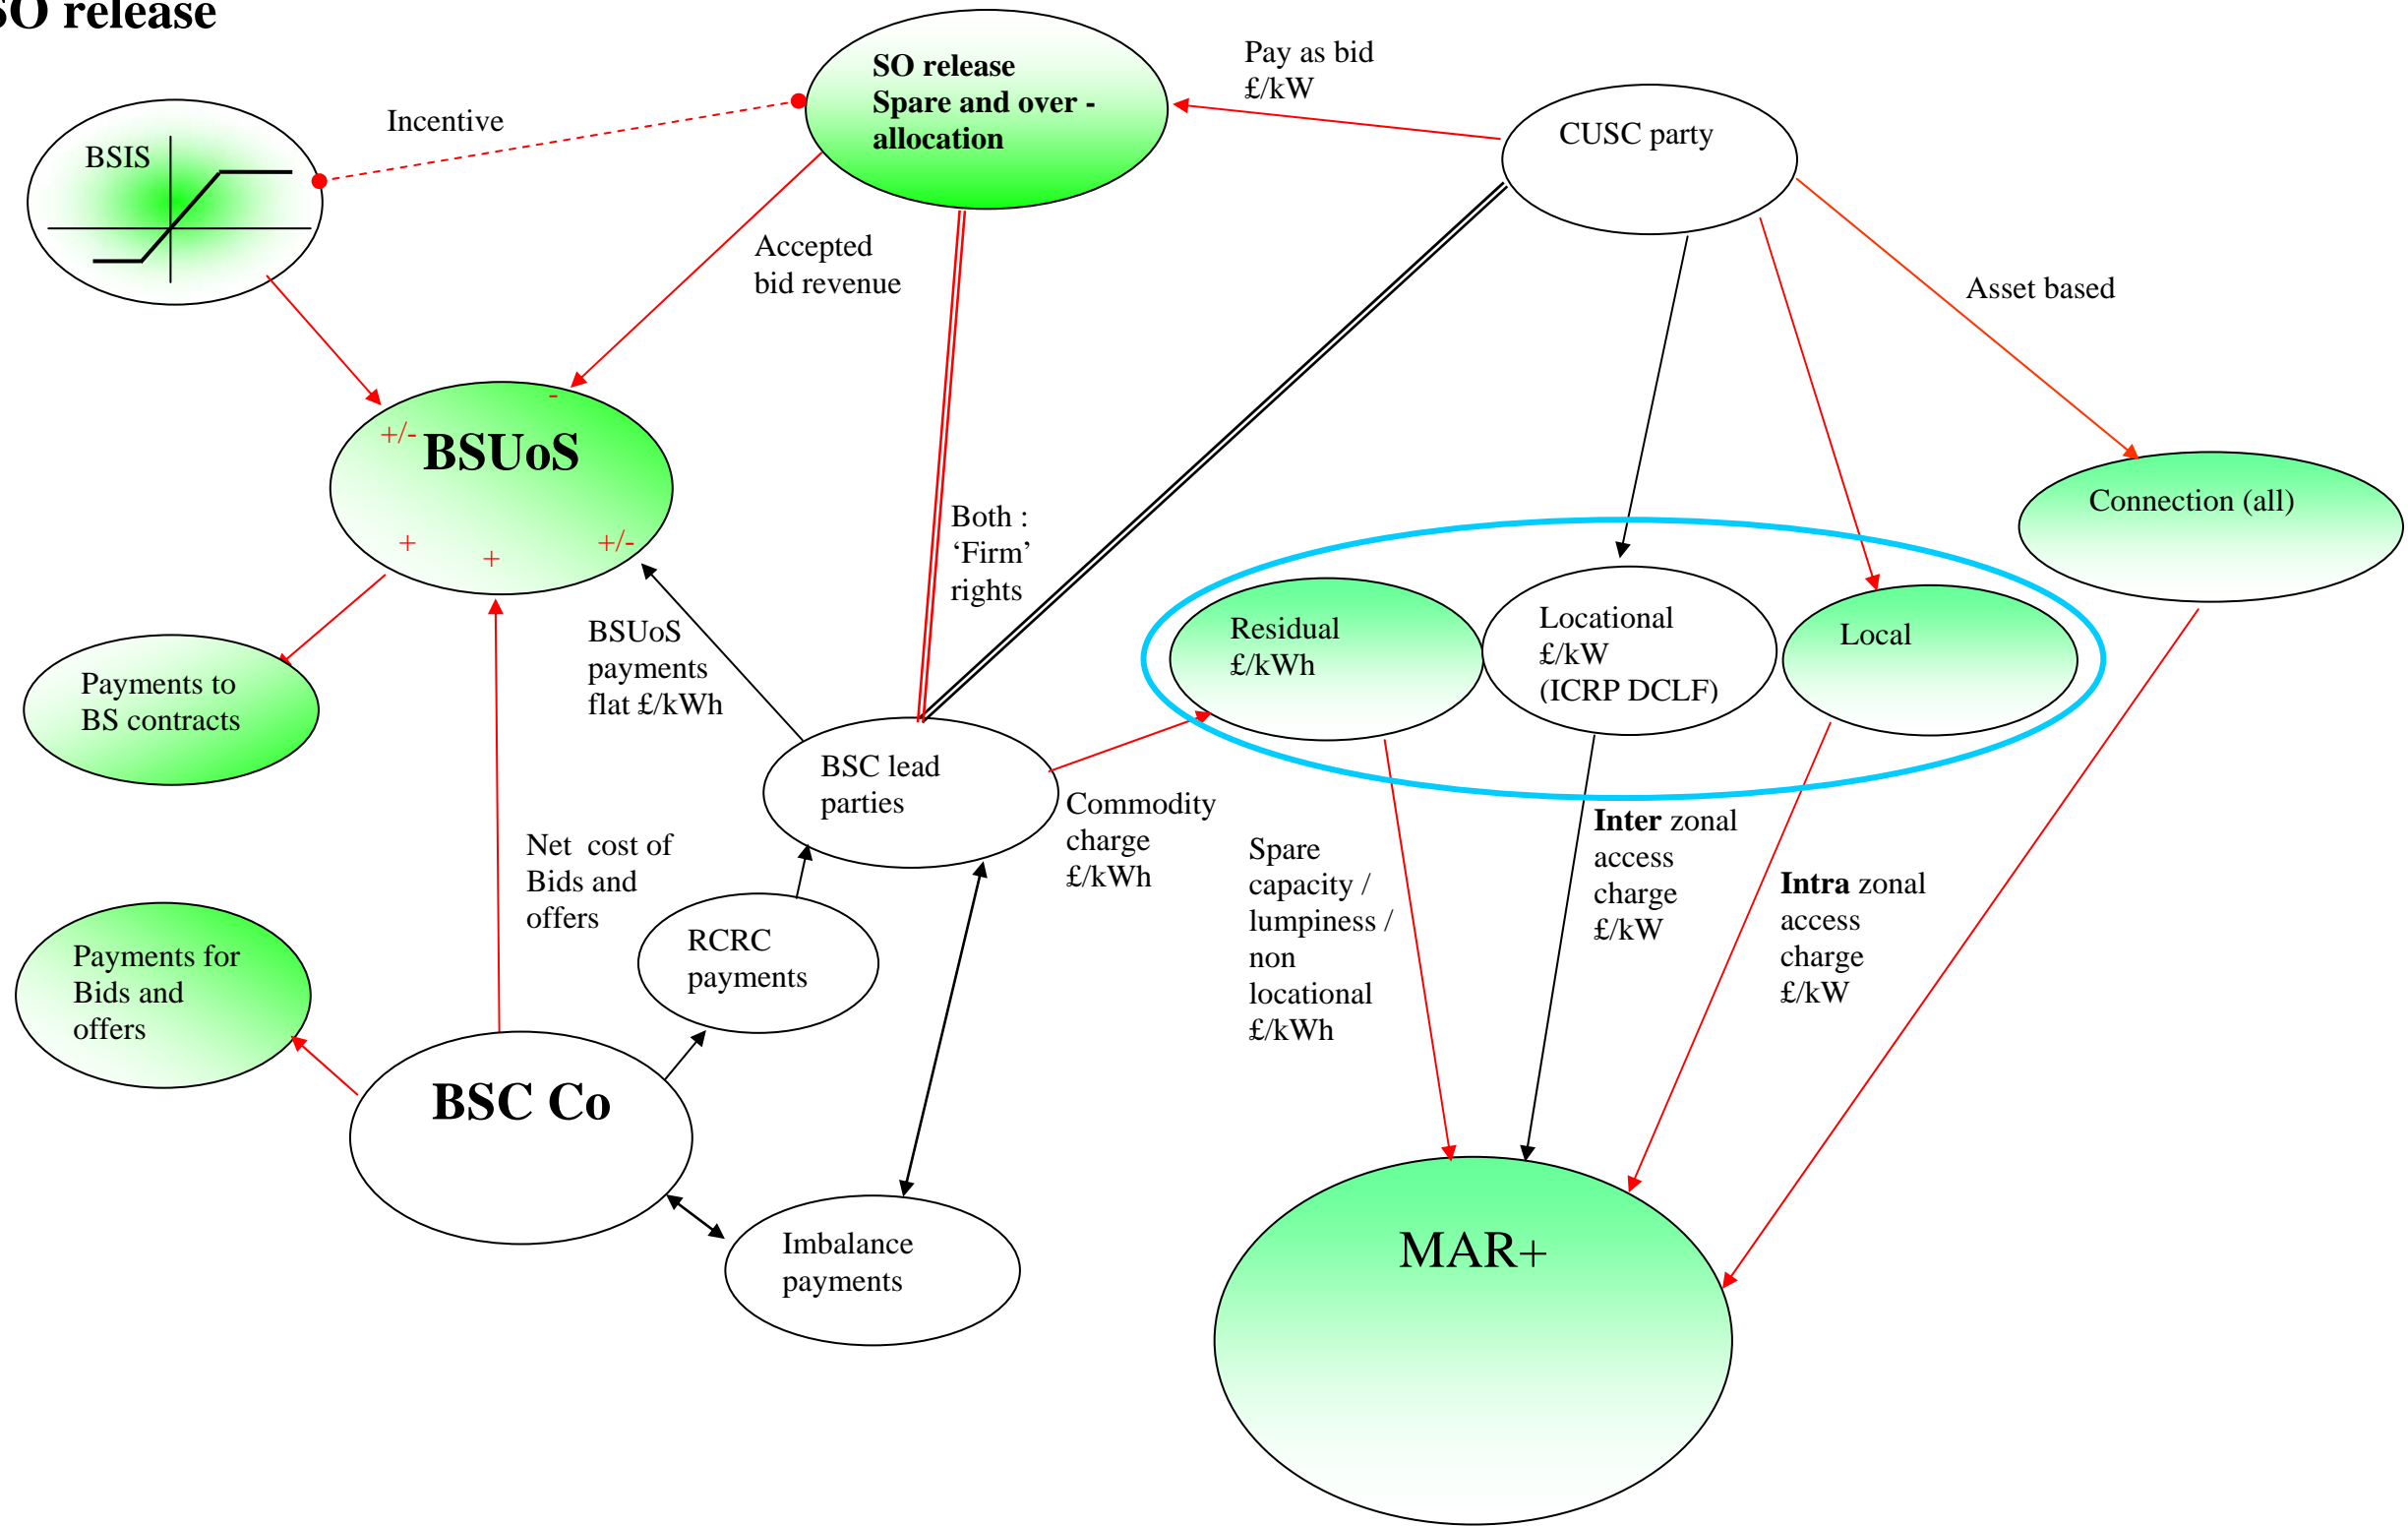 SO release
SO release
Spare and over -
allocation
Pay as bid
£/kW
CUSC party
Incentive
BSIS
Accepted
bid revenue
Asset based
-
+/-
BSUoS
+
+
+/-
Connection (all)
Both :
‘Firm’
rights
Residual
£/kWh
Locational
£/kW
(ICRP DCLF)
Local
BSUoS
payments
flat £/kWh
Payments to
BS contracts
BSC lead
parties
Commodity
charge
£/kWh
Inter zonal
access
charge
£/kW
Spare
capacity /
lumpiness /
non
locational
£/kWh
Intra zonal
access
charge
£/kW
Net cost of
Bids and
offers
RCRC
payments
Payments for
Bids and
offers
BSC Co
Imbalance
payments
MAR+